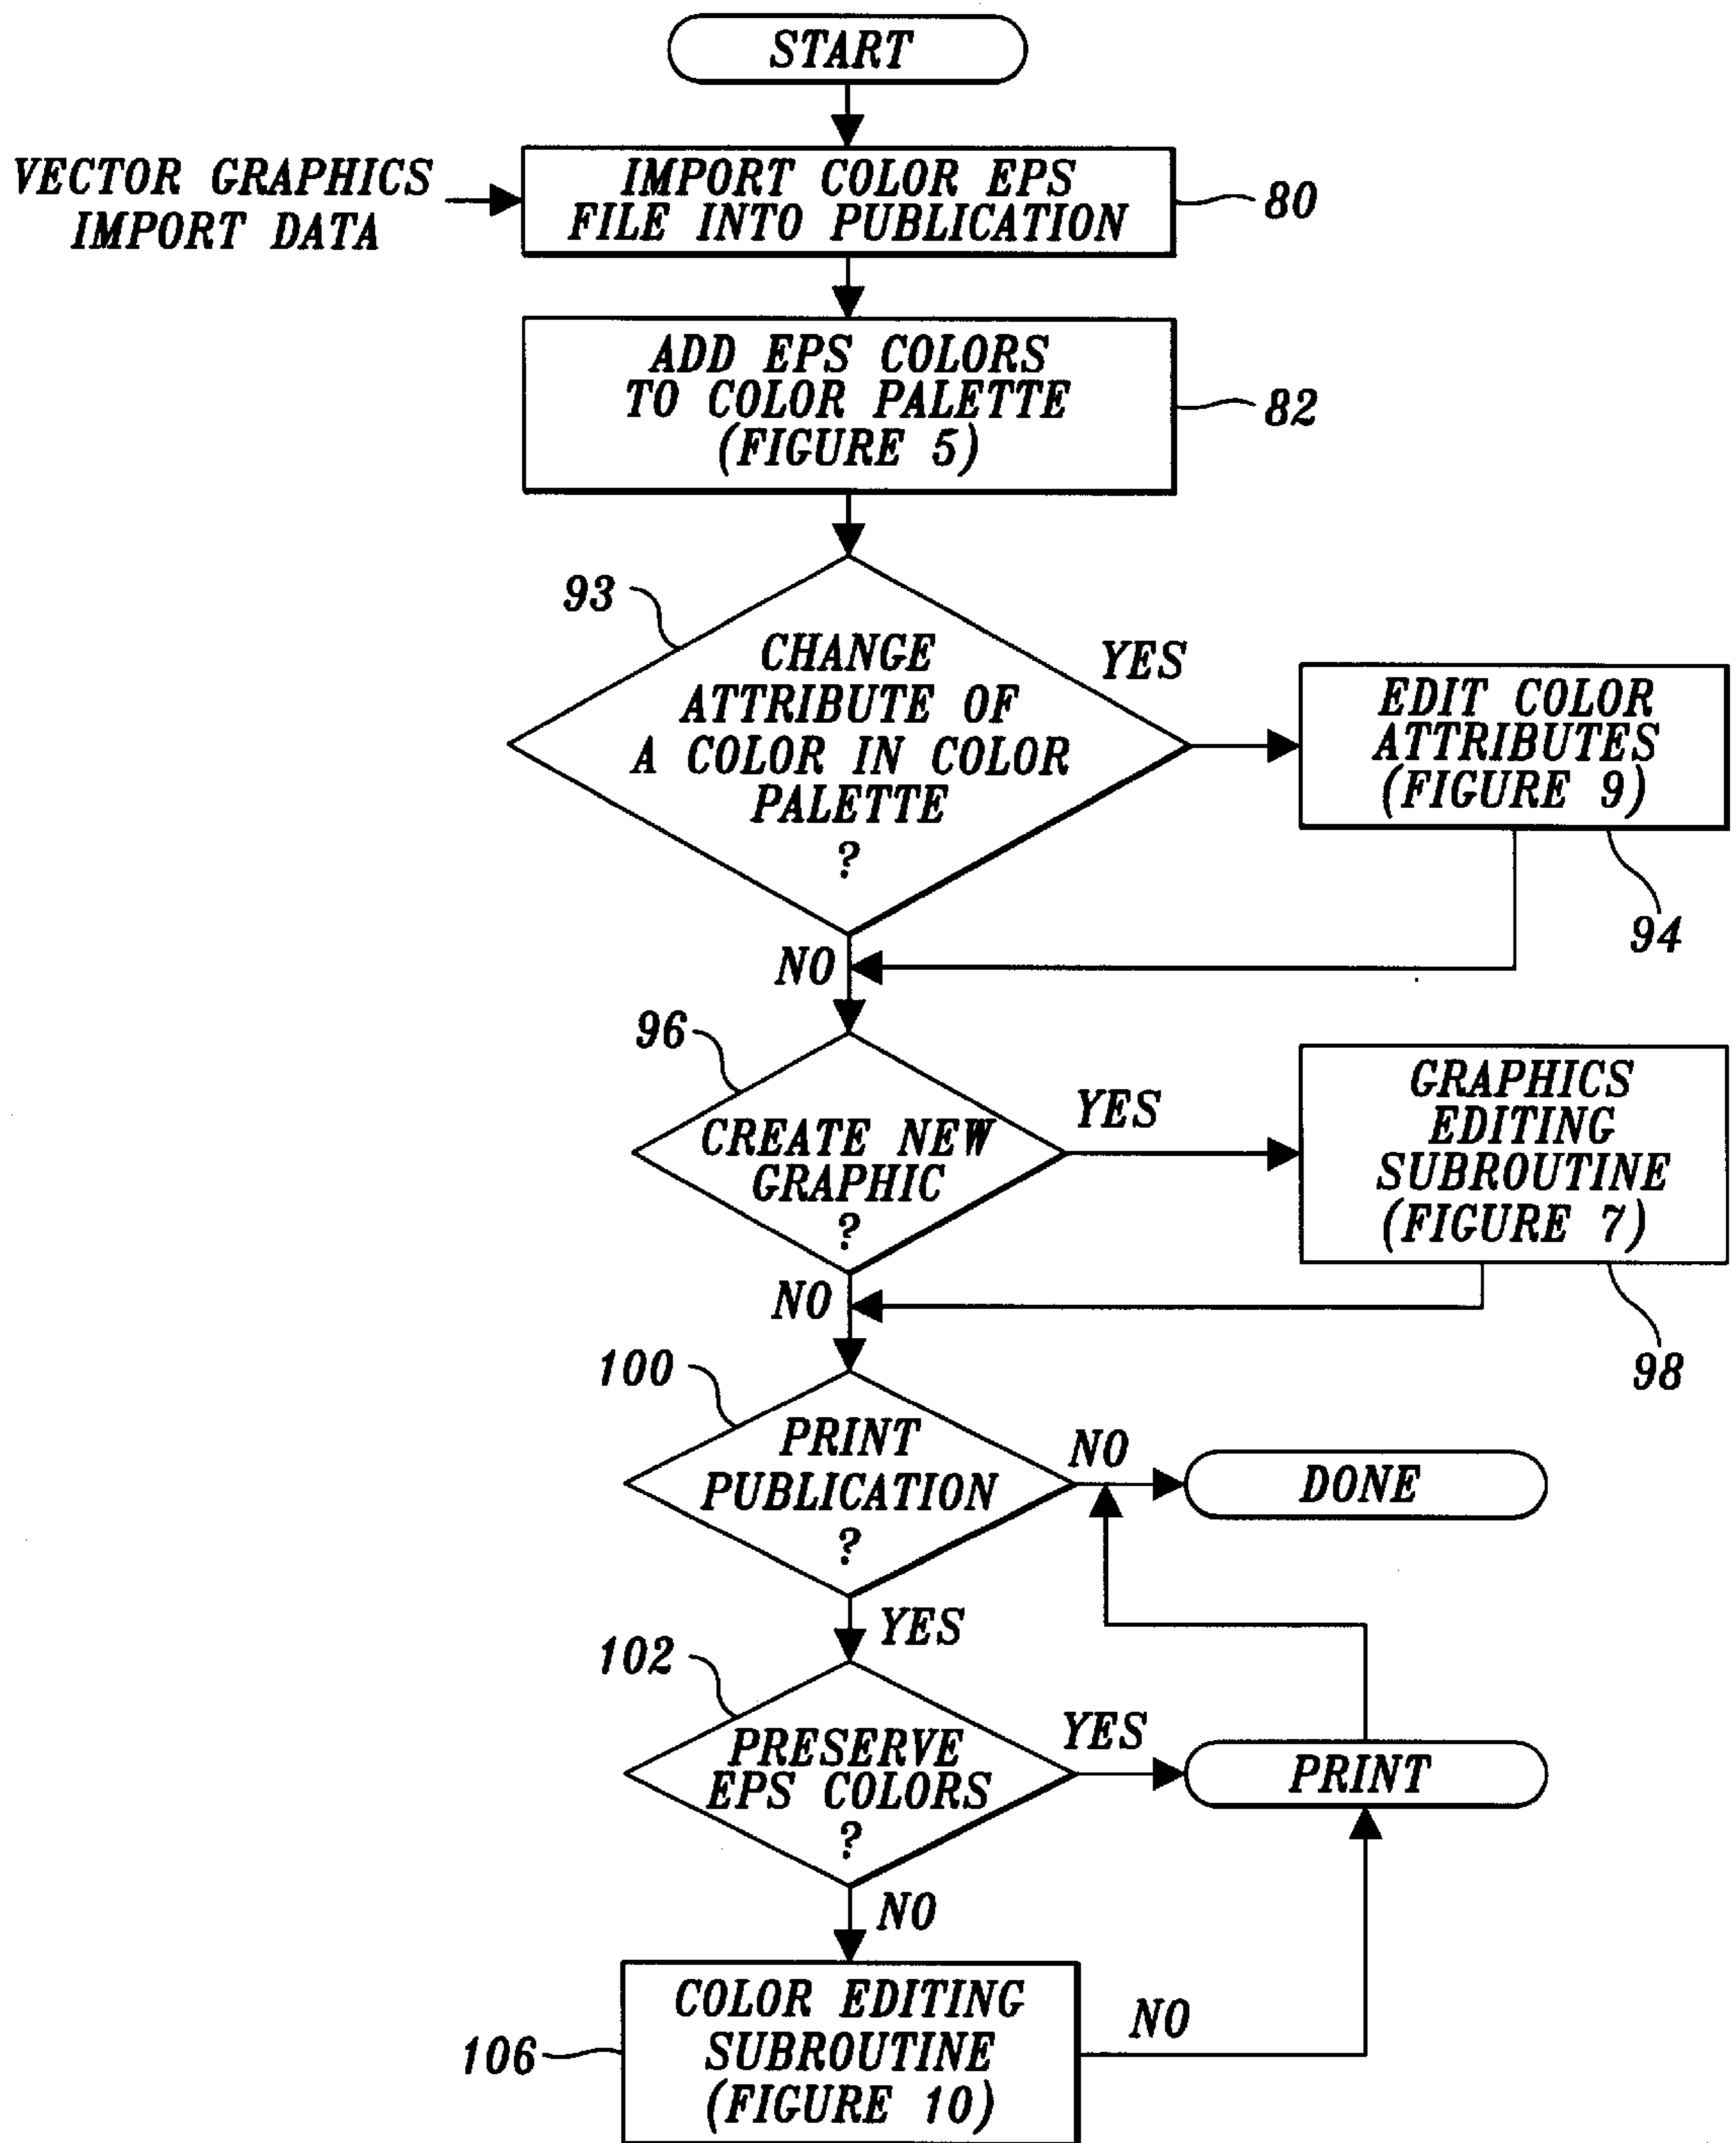 START
VECTOR GRAPHICS
IMPORT DATA
IMPORT COLOR EPS
FILE INTO PUBLICATION
80
ADD EPS COLORS
TO COLOR PALETTE
(FIGURE 5)
82
93
CHANGE
ATTRIBUTE OF
A COLOR IN COLOR
PALETTE
?
YES
EDIT COLOR
ATTRIBUTES
(FIGURE 9)
94
NO
96
CREATE NEW
GRAPHIC
?
YES
GRAPHICS
EDITING
SUBROUTINE
(FIGURE 7)
98
NO
100
PRINT
PUBLICATION
?
NO
DONE
YES
102
PRESERVE
EPS COLORS
?
YES
PRINT
NO
COLOR EDITING
SUBROUTINE
(FIGURE 10)
106
NO